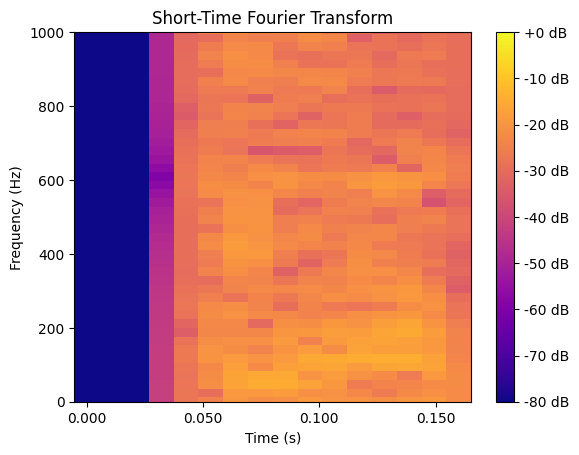 Short-Time Fourier Transform
Frequency (Hz)
1000
800
600
400
200
0
0.000
0.050
0.100
0.150
Time (s)
+0 dB
-10 dB
-20 dB
-30 dB
-40 dB
-50 dB
-60 dB
-70 dB
-80 dB